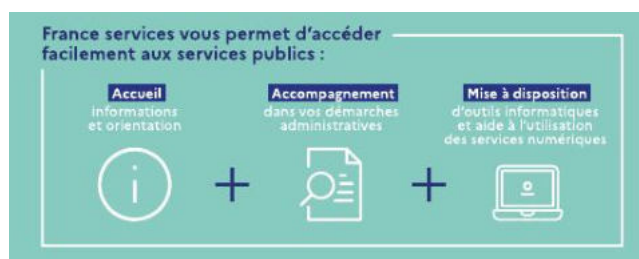 France services vous permet d'accéder
facilement aux services publics :
Accueil
informations
et orientation
+
Accompagnement
dans vos démarches
administratives
+
Mise à disposition
d'outils informatiques
et aide à l'utilisation
des services numériques